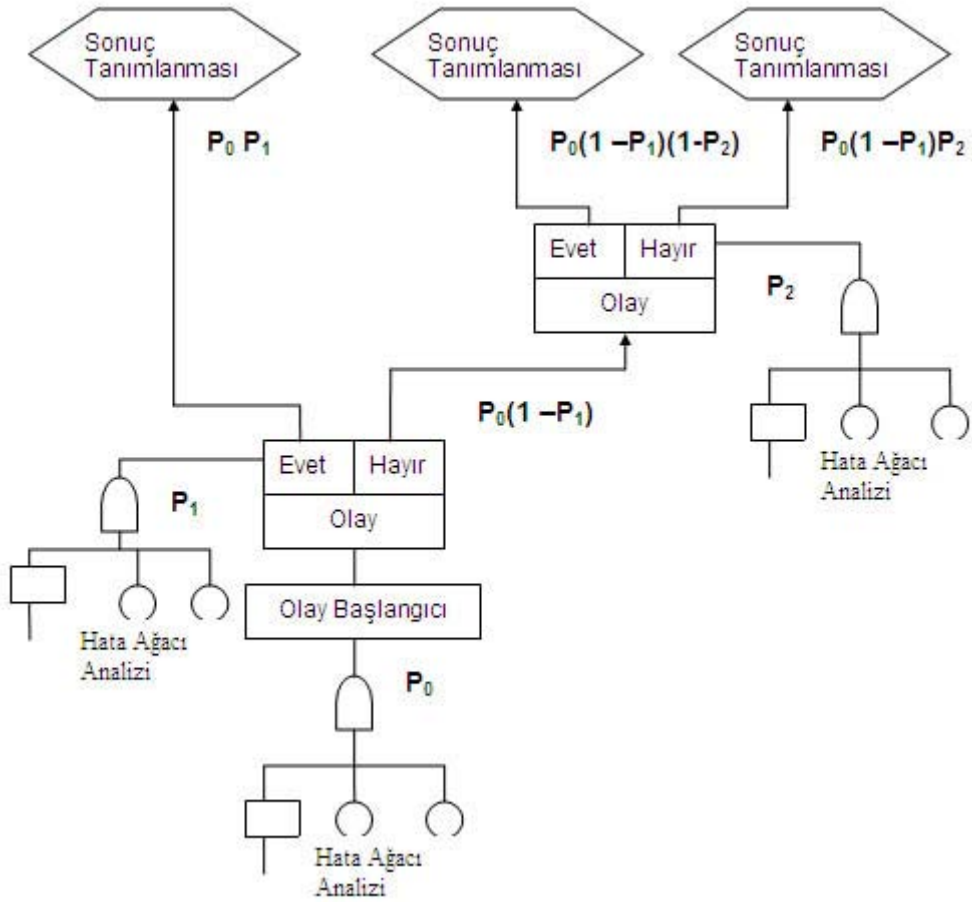 Sonuç
Tanımlanması
Sonuç
Tanımlanması
Sonuç
Tanımlanması
P₀ P₁
P₀(1 –P₁)(1-P₂)
P₀(1 –P₁)P₂
Evet
Hayır
Olay
P₂
P₀(1 –P₁)
Hata Ağacı
Analizi
Evet
Hayır
Olay
P₁
Olay Başlangıcı
Hata Ağacı
Analizi
P₀
Hata Ağacı
Analizi